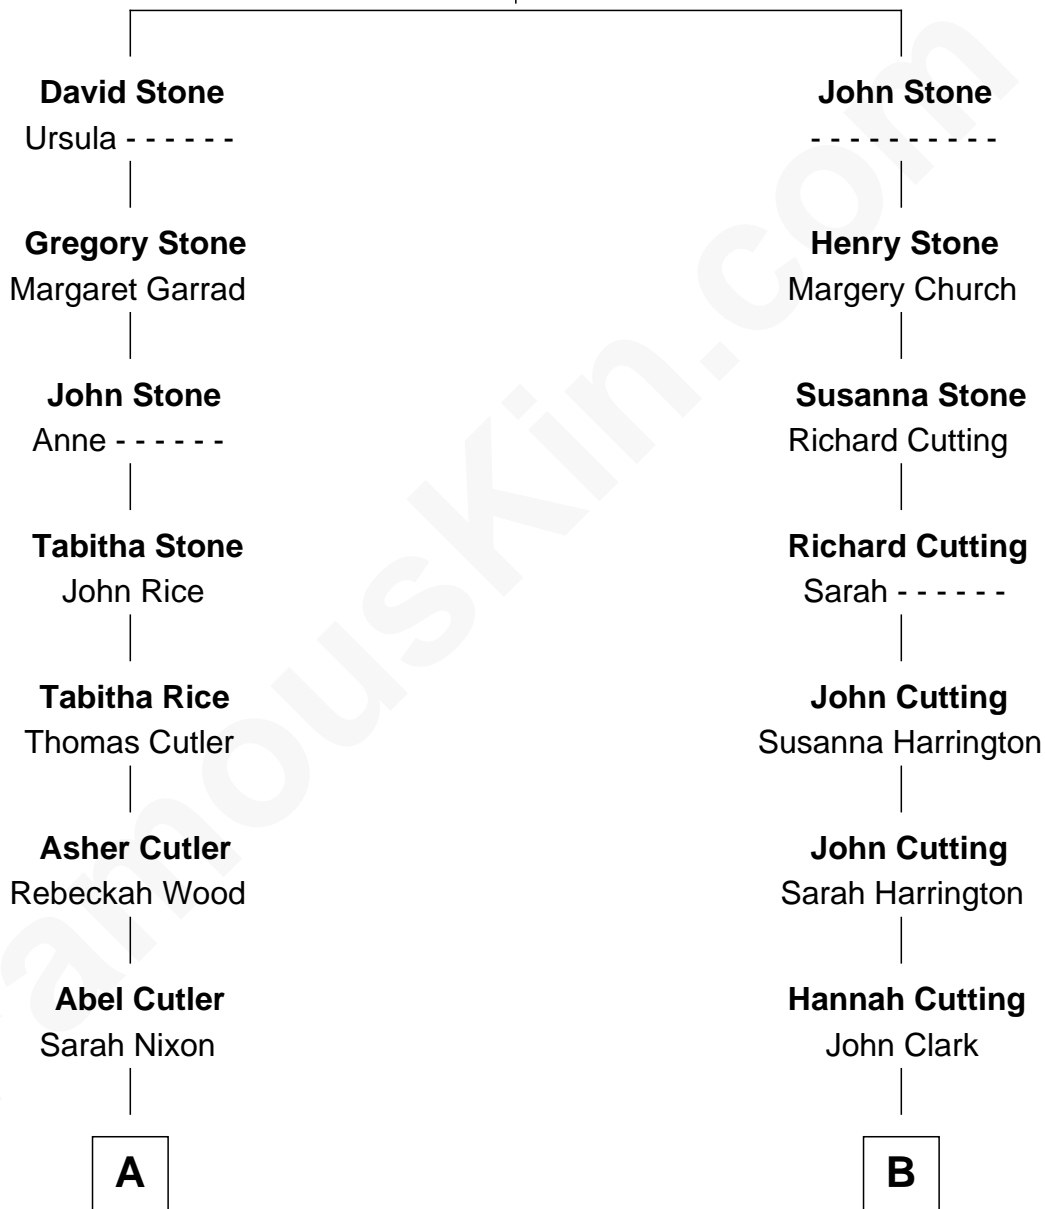 David Stone
Ursula - - - - - -
John Stone
- - - - - - - - - -
Gregory Stone
Margaret Garrad
Henry Stone
Margery Church
John Stone
Anne - - - - - -
Susanna Stone
Richard Cutting
Tabitha Stone
John Rice
Richard Cutting
Sarah - - - - - -
Tabitha Rice
Thomas Cutler
John Cutting
Susanna Harrington
Asher Cutler
Rebeckah Wood
John Cutting
Sarah Harrington
Abel Cutler
Sarah Nixon
Hannah Cutting
John Clark
A
B
amouskin.com